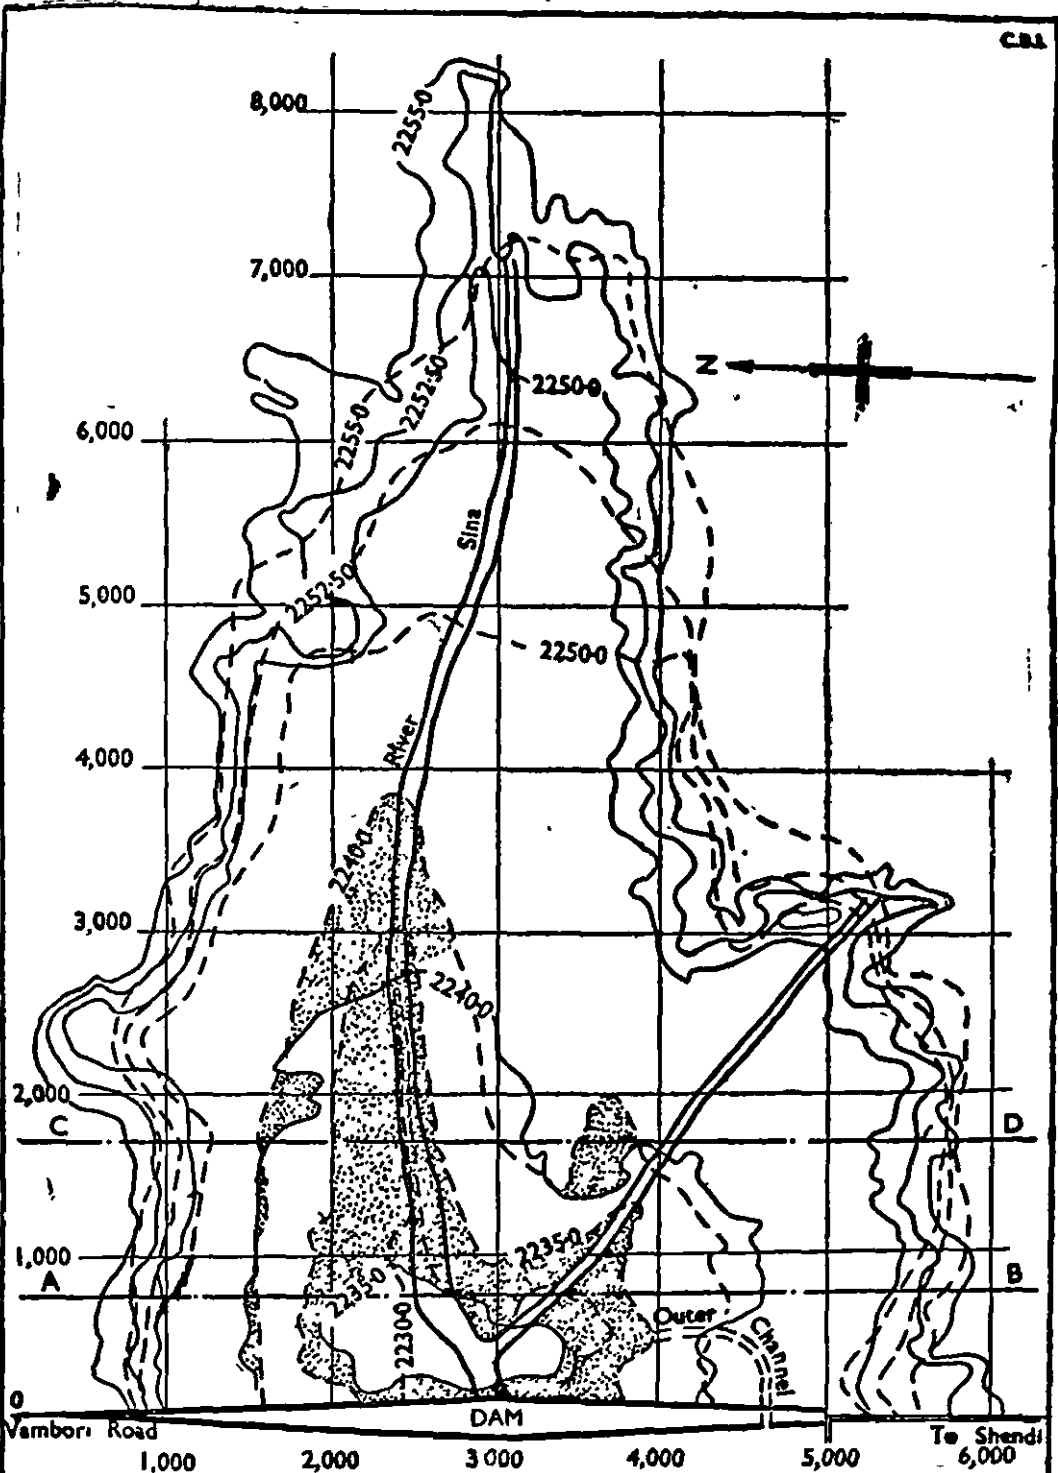 C.B.I.
8,000
2255·0
7,000
N
2250·0
2252·50
2255·0
6,000
Sina
5,000
2252·50
2250·0
River
4,000
2240·0
3,000
2240·0
2,000
C
D
1,000
2235·0
2235·0
A
B
2230·0
Outer
Channel
0
DAM
Vambori Road
To Shendi
1,000
2,000
3 000
4,000
5,000
6,000